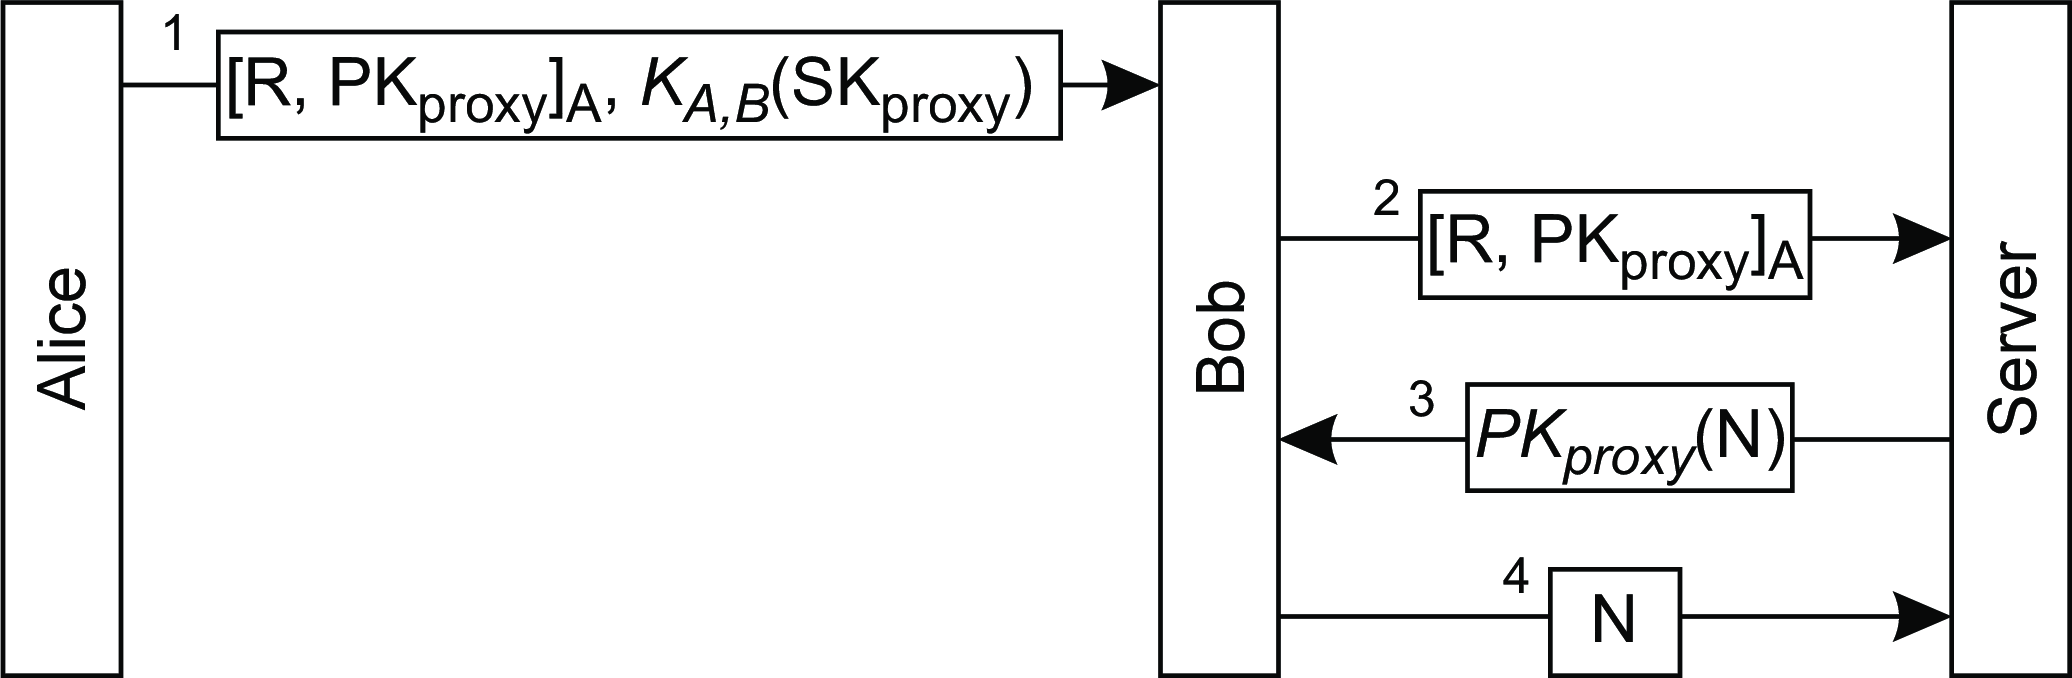 Alice
1
[R, PKproxy]A, KA,B(SKproxy)
Bob
2
[R, PKproxy]A
3
PKproxy(N)
4
N
Server